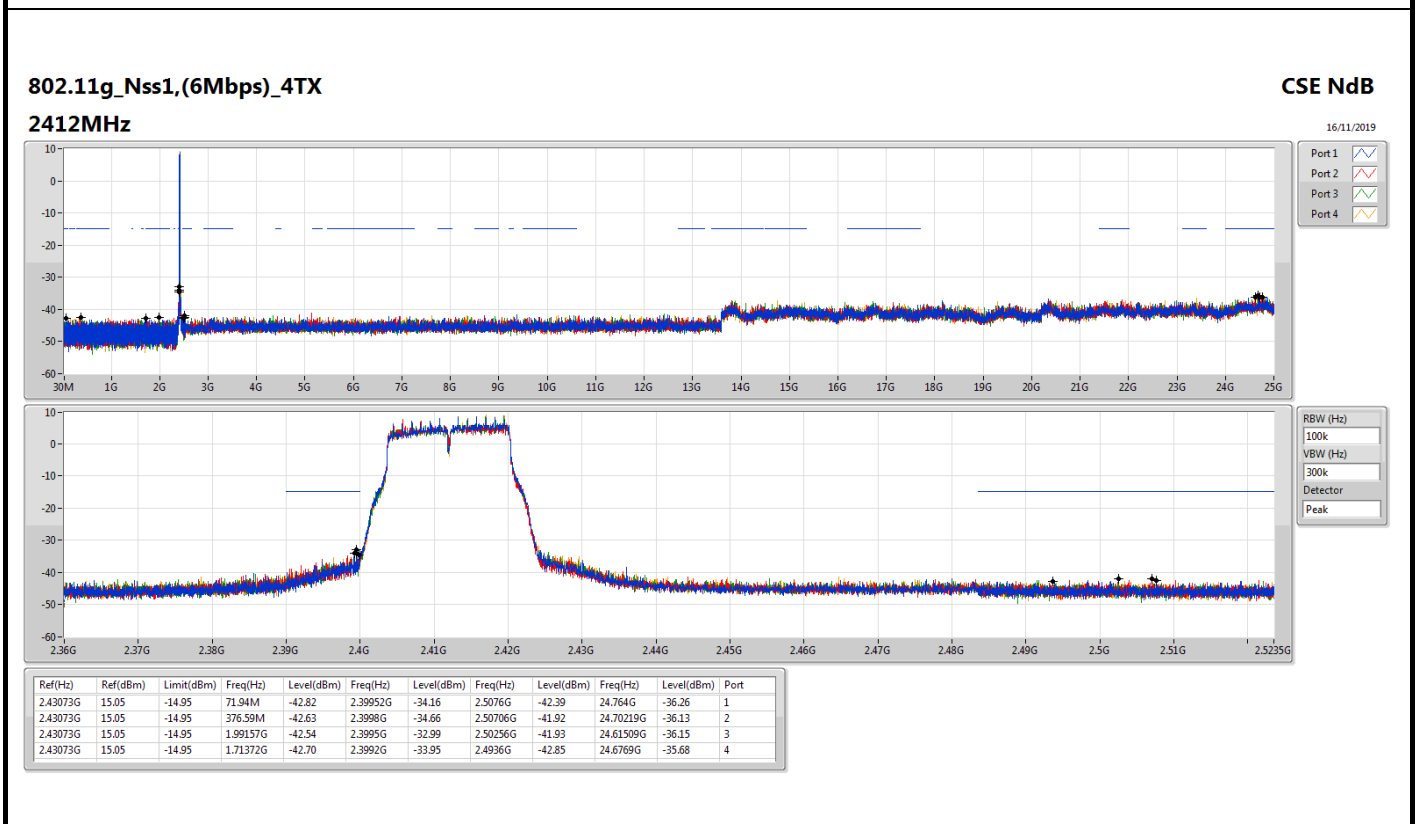 802.11g_Nss1,(6Mbps)_4TX
CSE NdB
2412MHz
16/11/2019
10
0
-10
-20
-30
-40
-50
-60
30M 1G 2G 3G 4G 5G 6G 7G 8G 9G 10G 11G 12G 13G 14G 15G 16G 17G 18G 19G 20G 21G 22G 23G 24G 25G
Port 1
Port 2
Port 3
Port 4
10
0
-10
-20
-30
-40
-50
-60
2.36G 2.37G 2.38G 2.39G 2.4G 2.41G 2.42G 2.43G 2.44G 2.45G 2.46G 2.47G 2.48G 2.49G 2.5G 2.51G 2.5235G
RBW (Hz)
100k
VBW (Hz)
300k
Detector
Peak
Ref(Hz) Ref(dBm) Limit(dBm) Freq(Hz) Level(dBm) Freq(Hz) Level(dBm) Freq(Hz) Level(dBm) Freq(Hz) Level(dBm) Port
2.43073G 15.05 -14.95 71.94M -42.82 2.39952G -34.16 2.5076G -42.39 24.764G -36.26 1
2.43073G 15.05 -14.95 376.59M -42.63 2.3998G -34.66 2.50706G -41.92 24.70219G -36.13 2
2.43073G 15.05 -14.95 1.99157G -42.54 2.3995G -32.99 2.50256G -41.93 24.61509G -36.15 3
2.43073G 15.05 -14.95 1.71372G -42.70 2.3992G -33.95 2.4936G -42.85 24.6769G -35.68 4